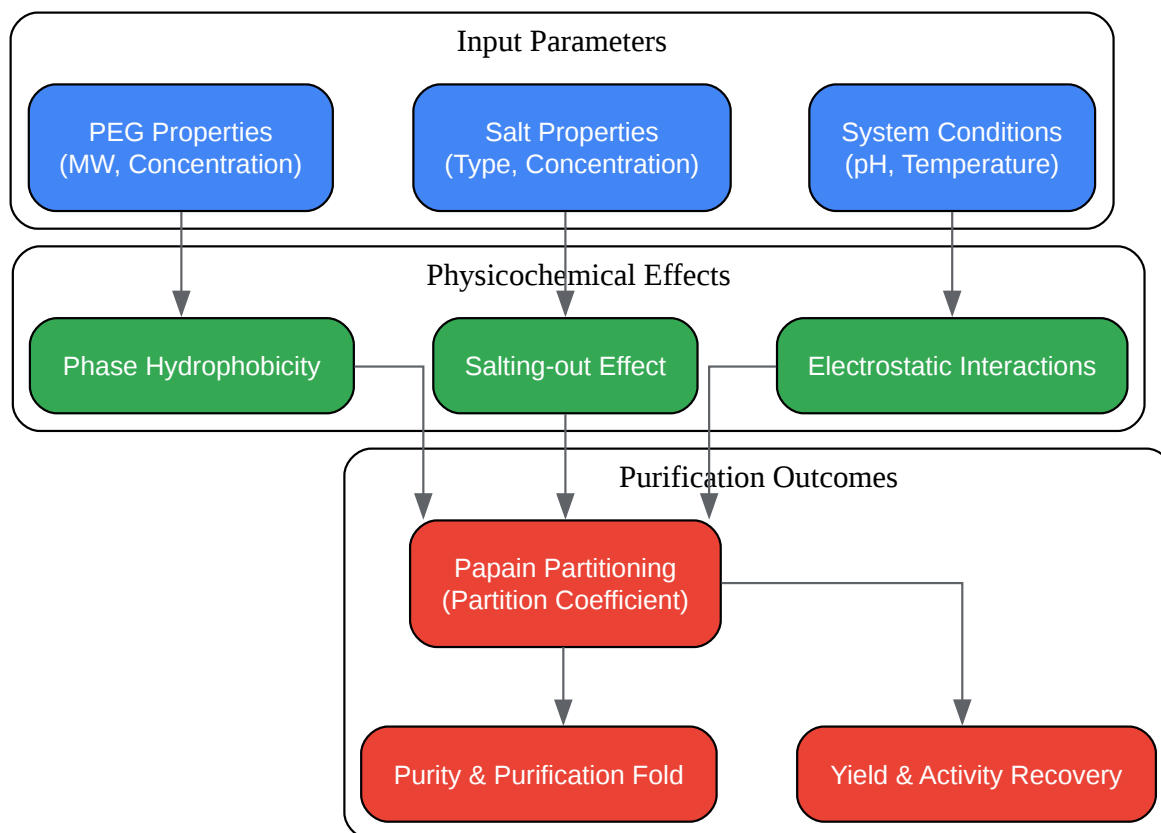 Input Parameters
PEG Properties
(MW, Concentration)
Salt Properties
(Type, Concentration)
System Conditions
(pH, Temperature)
Physicochemical Effects
Phase Hydrophobicity
Salting-out Effect
Electrostatic Interactions
Purification Outcomes
Papain Partitioning
(Partition Coefficient)
Purity & Purification Fold
Yield & Activity Recovery